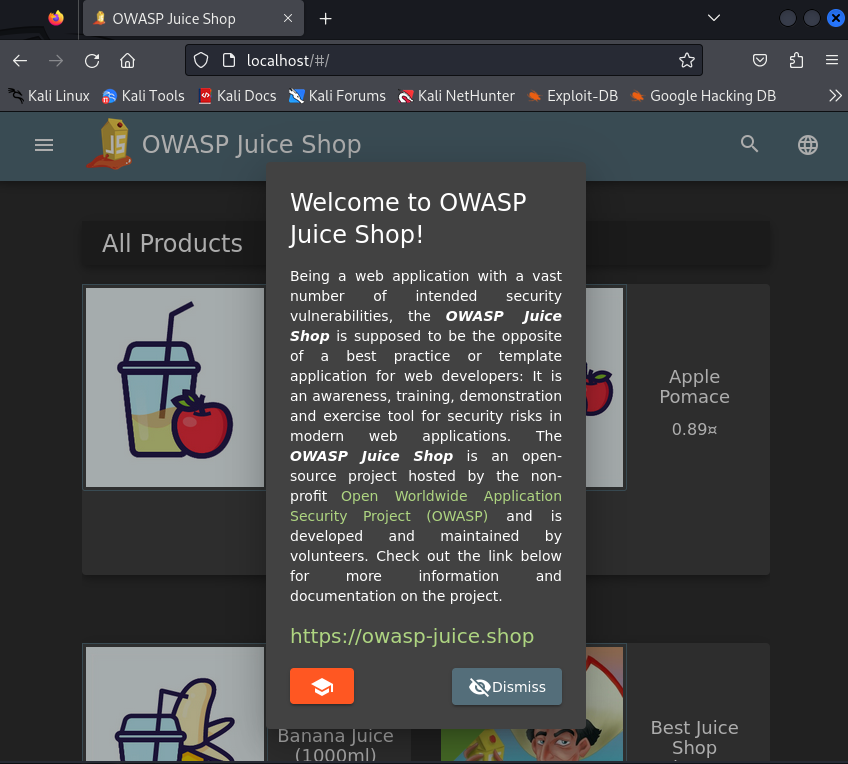 OWASP Juice Shop
localhost/#/
Kali Linux Kali Tools Kali Docs Kali Forums Kali NetHunter Exploit-DB Google Hacking DB
JS
OWASP Juice Shop
All Products
Apple
Pomace
0.89¤
Welcome to OWASP
Juice Shop!
Being a web application with a vast
number of intended security
vulnerabilities, the OWASP Juice
Shop is supposed to be the opposite
of a best practice or template
application for web developers: It is
an awareness, training, demonstration
and exercise tool for security risks in
modern web applications. The
OWASP Juice Shop is an open-
source project hosted by the non-
profit Open Worldwide Application
Security Project (OWASP) and is
developed and maintained by
volunteers. Check out the link below
for more information and
documentation on the project.
https://owasp-juice.shop
Dismiss
Banana Juice
(1000ml)
Best Juice
Shop